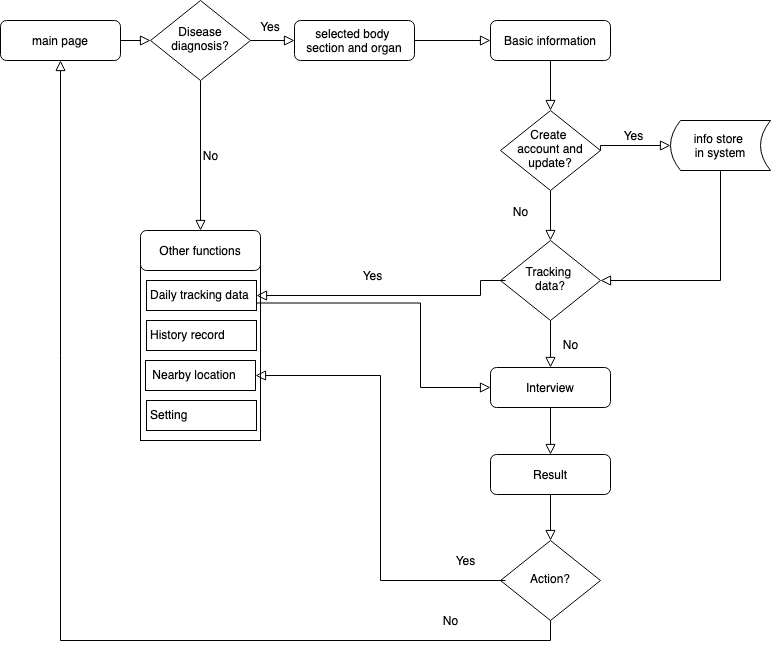 main page
Disease
diagnosis?
Yes
selected body
section and organ
Basic information
Create
account and
update?
Yes
info store
in system
No
No
Other functions
Tracking
data?
Yes
Daily tracking data
History record
No
Nearby location
Interview
Setting
Result
Yes
Action?
No